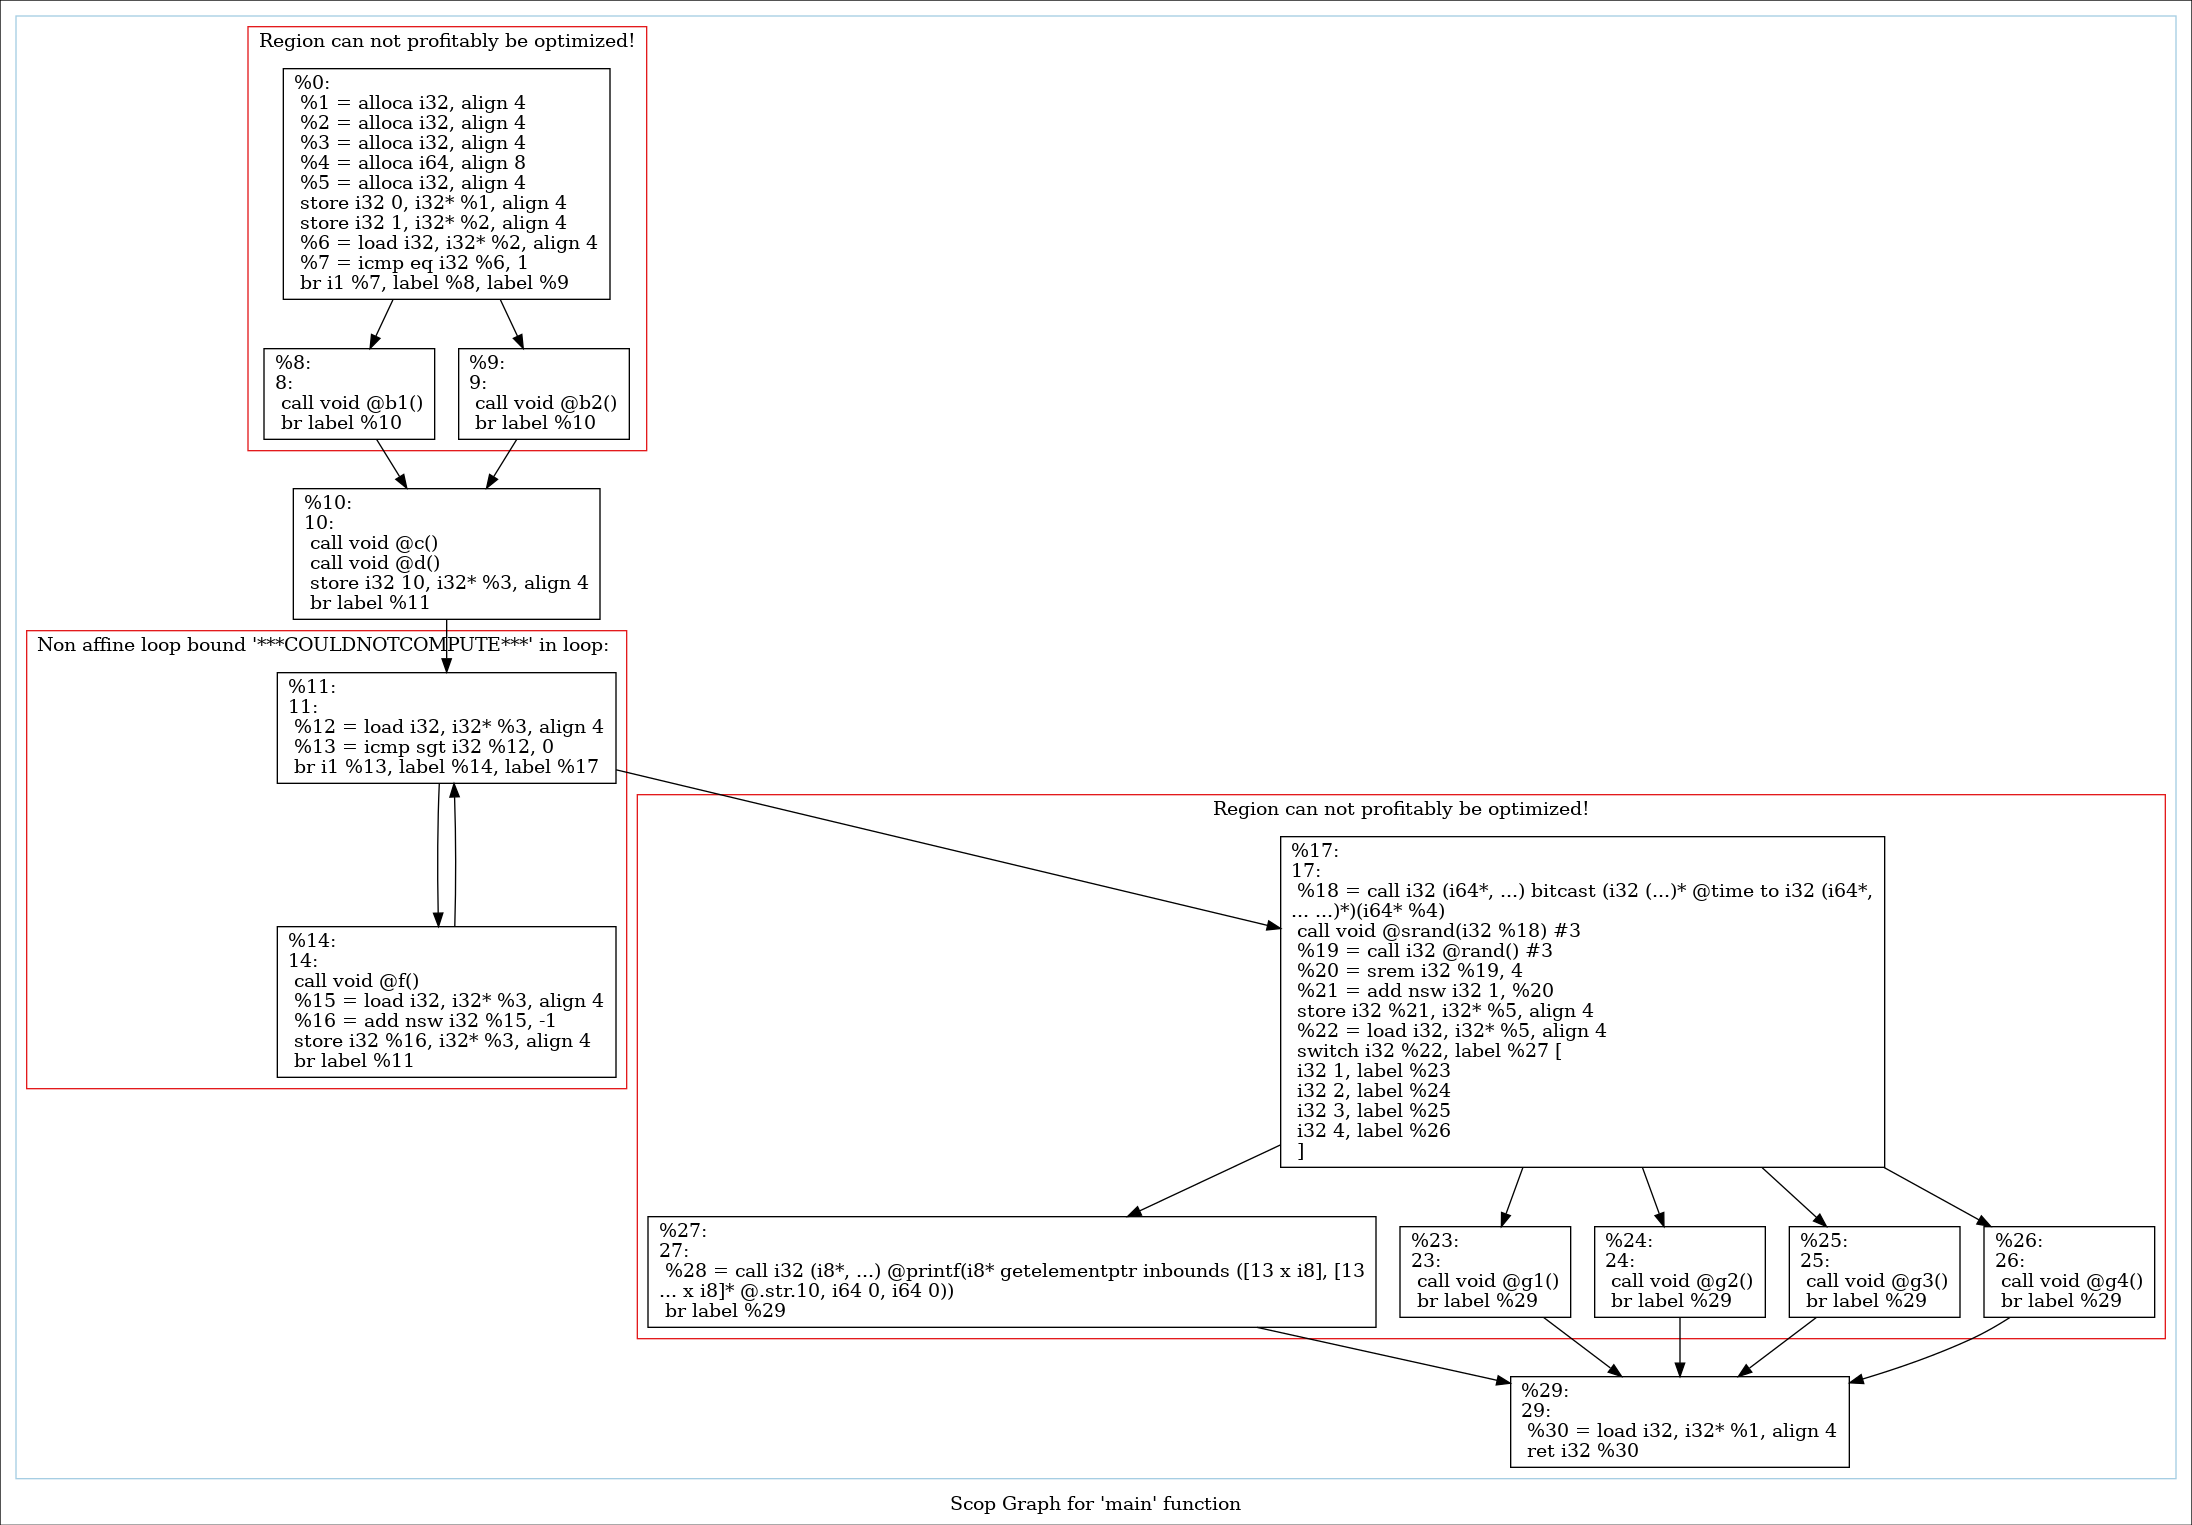 Region can not profitably be optimized!
%0:
%1 = alloca i32, align 4
%2 = alloca i32, align 4
%3 = alloca i32, align 4
%4 = alloca i64, align 8
%5 = alloca i32, align 4
store i32 0, i32* %1, align 4
store i32 1, i32* %2, align 4
%6 = load i32, i32* %2, align 4
%7 = icmp eq i32 %6, 1
br i1 %7, label %8, label %9
%8:
8:
call void @b1()
br label %10
%9:
9:
call void @b2()
br label %10
%10:
10:
call void @c()
call void @d()
store i32 10, i32* %3, align 4
br label %11
Non affine loop bound '***COULDNOTCOMPUTE***' in loop:
%11:
11:
%12 = load i32, i32* %3, align 4
%13 = icmp sgt i32 %12, 0
br i1 %13, label %14, label %17
%14:
14:
call void @f()
%15 = load i32, i32* %3, align 4
%16 = add nsw i32 %15, -1
store i32 %16, i32* %3, align 4
br label %11
Region can not profitably be optimized!
%17:
17:
%18 = call i32 (i64*, ...) bitcast (i32 (...)* @time to i32 (i64*,
... ...)*)(i64* %4)
call void @srand(i32 %18) #3
%19 = call i32 @rand() #3
%20 = srem i32 %19, 4
%21 = add nsw i32 1, %20
store i32 %21, i32* %5, align 4
%22 = load i32, i32* %5, align 4
switch i32 %22, label %27 [
i32 1, label %23
i32 2, label %24
i32 3, label %25
i32 4, label %26
]
%27:
27:
%28 = call i32 (i8*, ...) @printf(i8* getelementptr inbounds ([13 x i8], [13
... x i8]* @.str.10, i64 0, i64 0))
br label %29
%23:
23:
call void @g1()
br label %29
%24:
24:
call void @g2()
br label %29
%25:
25:
call void @g3()
br label %29
%26:
26:
call void @g4()
br label %29
%29:
29:
%30 = load i32, i32* %1, align 4
ret i32 %30
Scop Graph for 'main' function